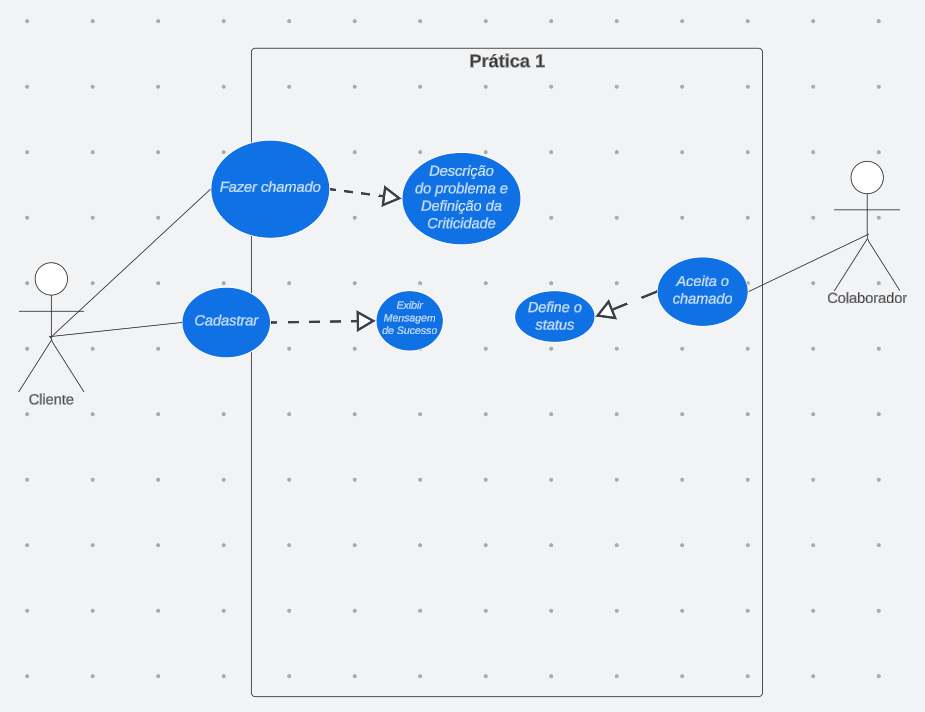 Prática 1
Fazer chamado
Descrição
do problema e
Definição da
Criticidade
Cadastrar
Exibir
Mensagem
de Sucesso
Define o
status
Aceita o
chamado
Cliente
Colaborador